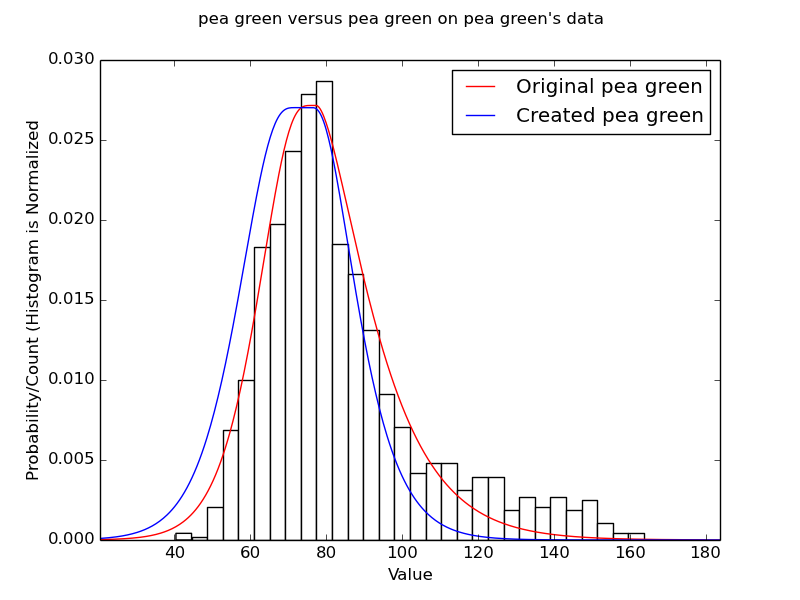 pea green versus pea green on pea green's data
Probability/Count (Histogram is Normalized
0.030
0.025
0.020
0.015
0.010
0.005
0.000
Original pea green
Created pea green
40 60 80 100 120 140 160 180
Value